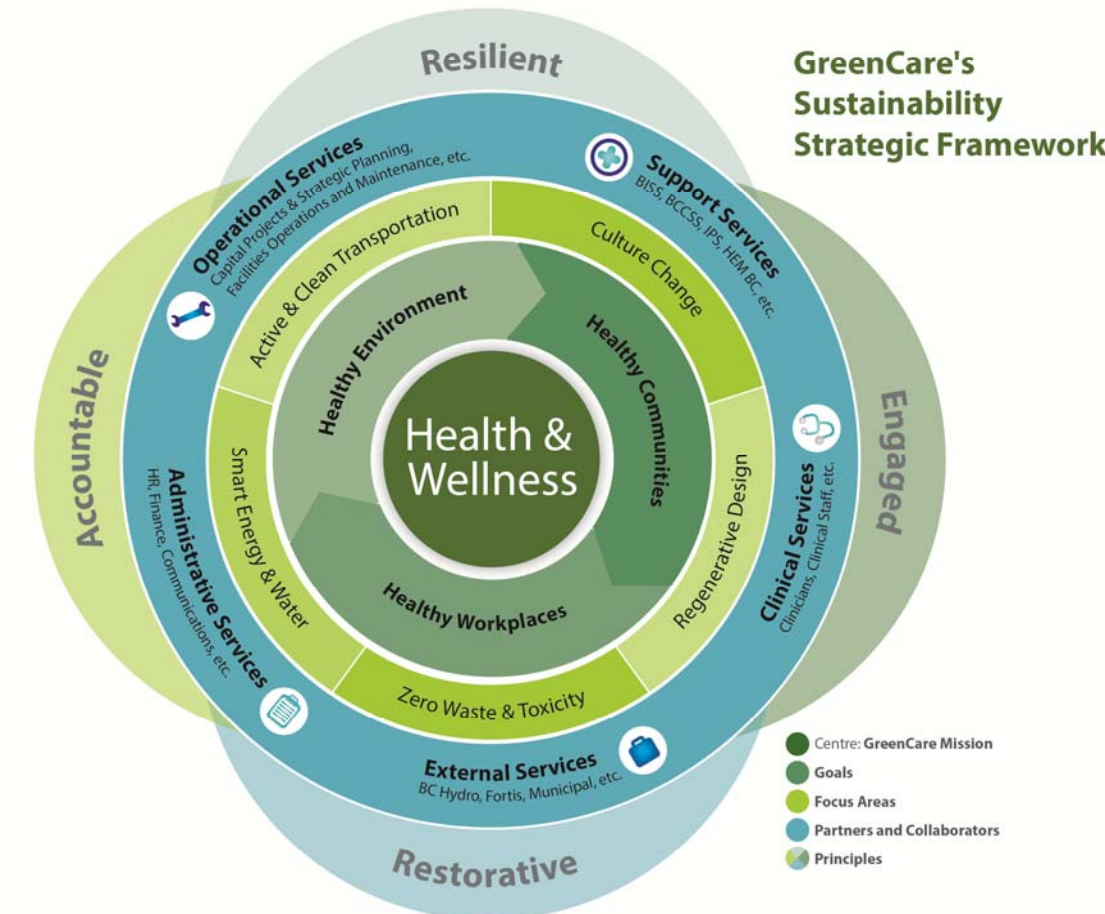 GreenCare's
Sustainability
Strategic Framework
Resilient
Engaged
Restorative
Accountable
Operational Services
Capital Projects & Strategic Planning,
Facilities Operations and Maintenance, etc.
Support Services
BISS, BCCSS, IPS, HEM BC, etc.
Clinical Services
Clinicians, Clinical Staff, etc.
External Services
BC Hydro, Fortis, Municipal, etc.
Administrative Services
HR, Finance, Communications, etc.
Active & Clean Transportation
Culture Change
Regenerative Design
Zero Waste & Toxicity
Smart Energy & Water
Healthy Environment
Healthy Communities
Healthy Workplaces
Health &
Wellness
Centre: GreenCare Mission
Goals
Focus Areas
Partners and Collaborators
Principles